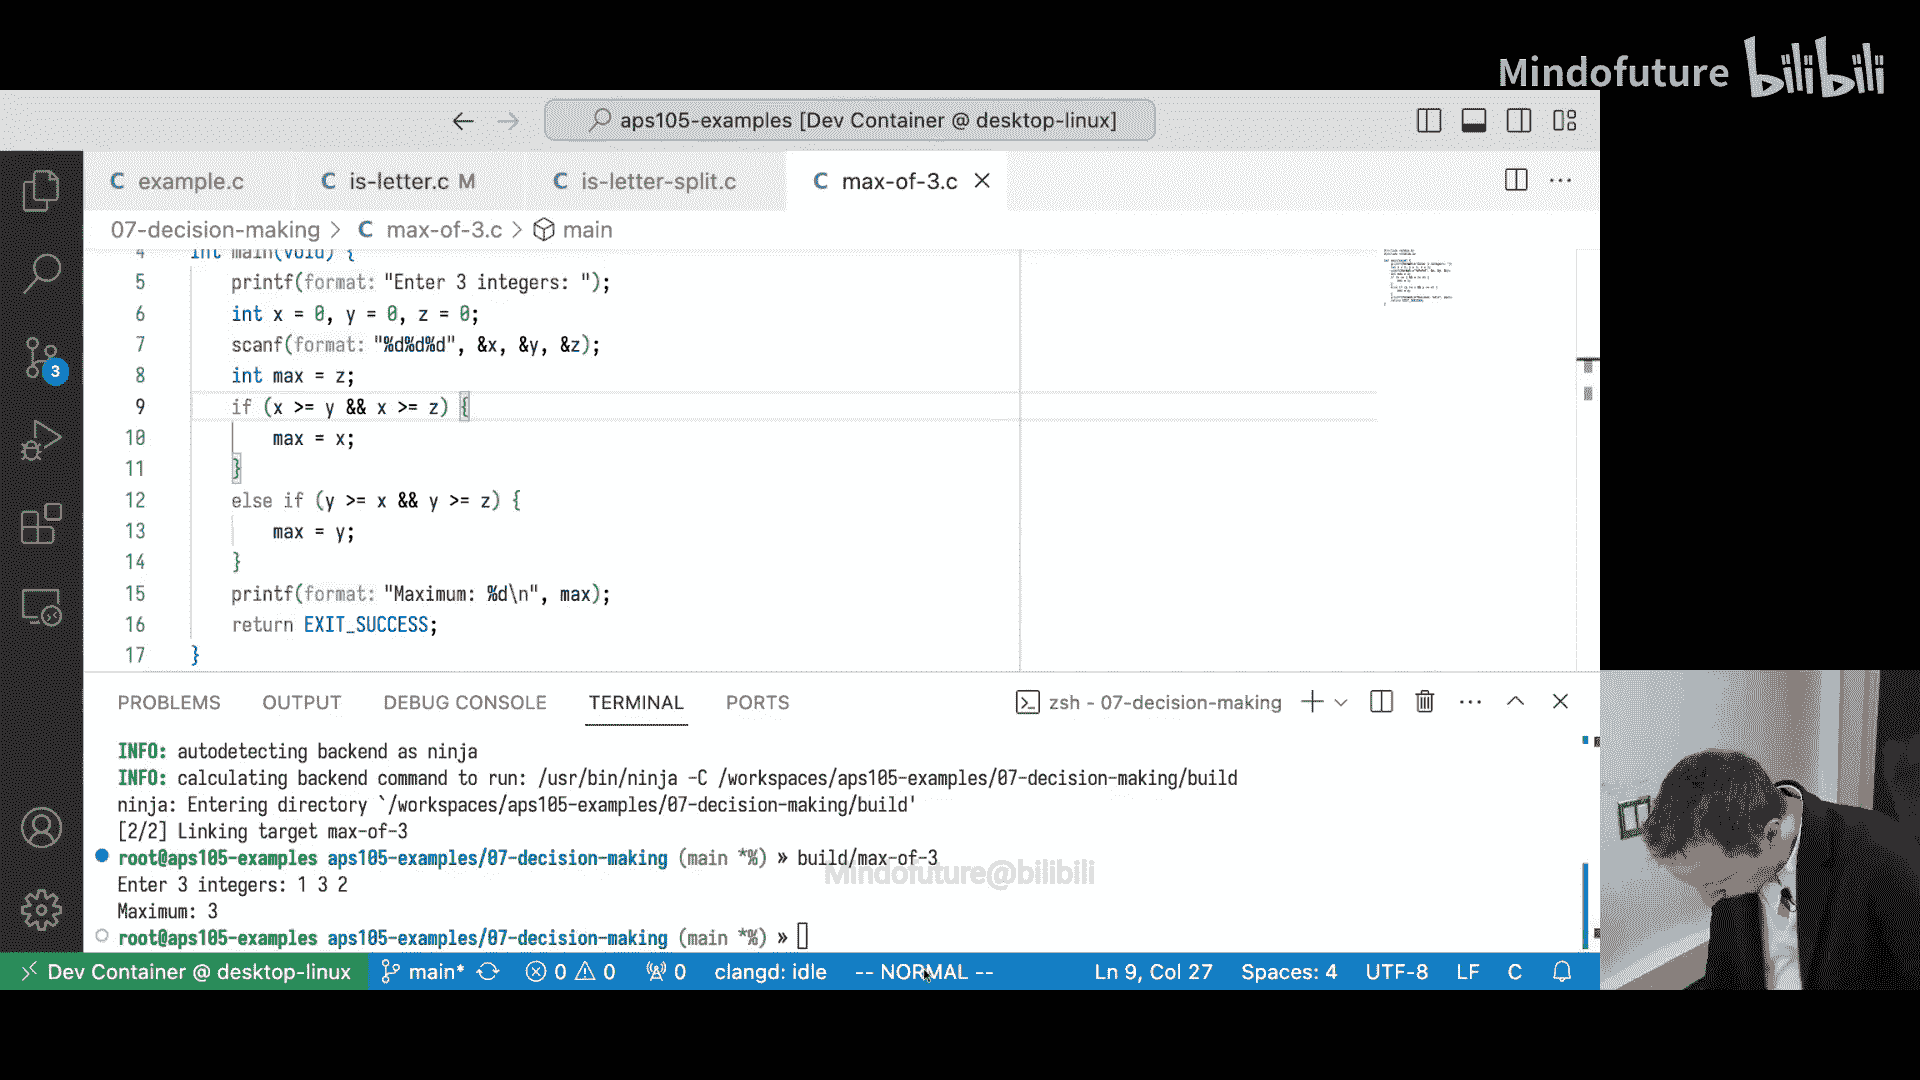 Mindofuture bilibili
aps105-examples [Dev Container @ desktop-linux]
C example.c C is-letter.c M C is-letter-split.c C max-of-3.c
07-decision-making > C max-of-3.c > main
4 int main(void) {
5 printf(format: "Enter 3 integers: ");
6 int x = 0, y = 0, z = 0;
7 scanf(format: "%d%d%d", &x, &y, &z);
8 int max = z;
9 if (x >= y && x >= z) {
10 max = x;
11 }
12 else if (y >= x && y >= z) {
13 max = y;
14 }
15 printf(format: "Maximum: %d\n", max);
16 return EXIT_SUCCESS;
17 }
3
PROBLEMS OUTPUT DEBUG CONSOLE TERMINAL PORTS zsh - 07-decision-making
INFO: autodetecting backend as ninja
INFO: calculating backend command to run: /usr/bin/ninja -C /workspaces/aps105-examples/07-decision-making/build
ninja: Entering directory `/workspaces/aps105-examples/07-decision-making/build'
[2/2] Linking target max-of-3
root@aps105-examples aps105-examples/07-decision-making (main *%) » build/max-of-3
Mindofuture@bilibili
Enter 3 integers: 1 3 2
Maximum: 3
root@aps105-examples aps105-examples/07-decision-making (main *%) »
Dev Container @ desktop-linux main* 0 0 0 clangd: idle -- NORMAL -- Ln 9, Col 27 Spaces: 4 UTF-8 LF C